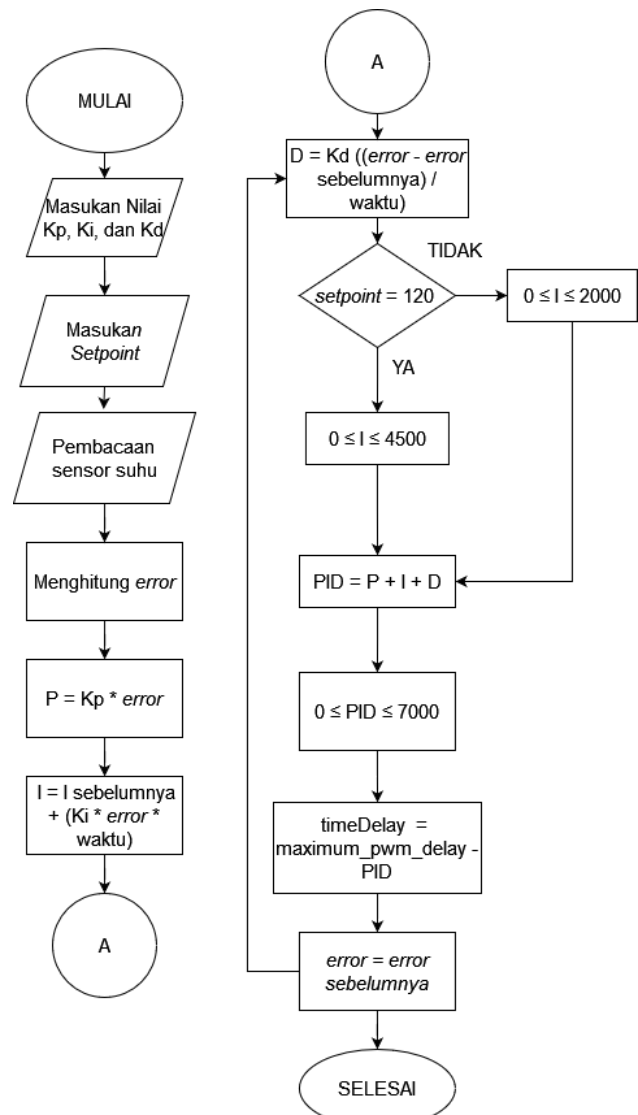 MULAI
Masukan Nilai
Kp, Ki, dan Kd
Masukan
Setpoint
Pembacaan
sensor suhu
Menghitung error
P = Kp * error
I = I sebelumnya
+ (Ki * error *
waktu)
A
A
D = Kd ((error - error
sebelumnya) /
waktu)
setpoint = 120
TIDAK
0 ≤ I ≤ 2000
YA
0 ≤ I ≤ 4500
PID = P + I + D
0 ≤ PID ≤ 7000
timeDelay =
maximum_pwm_delay -
PID
error = error
sebelumnya
SELESAI